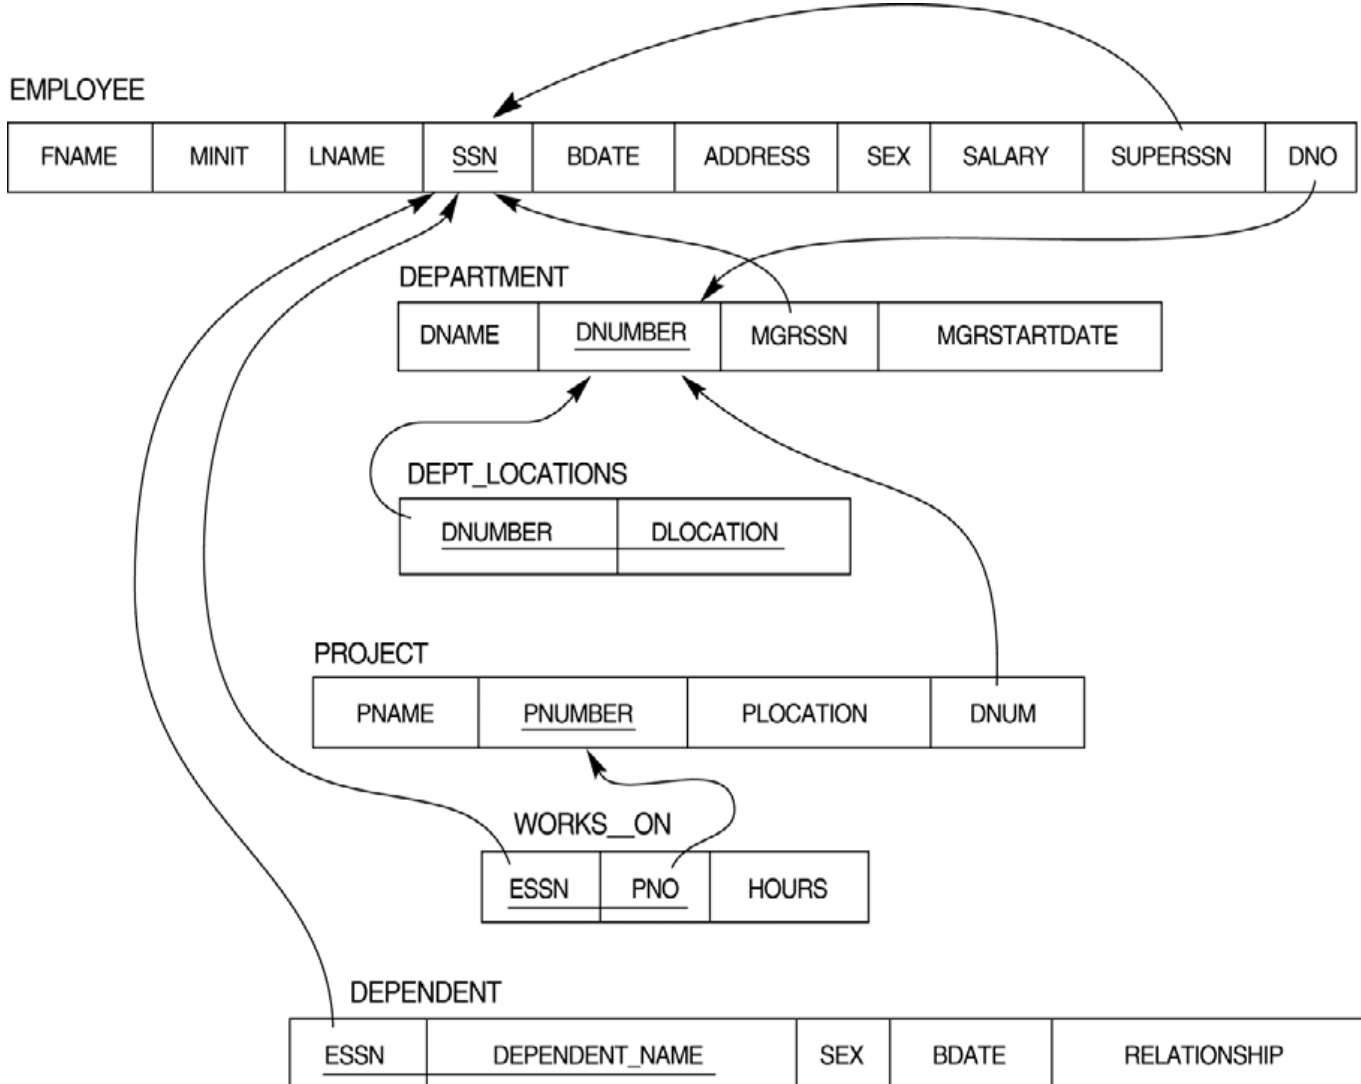 EMPLOYEE
FNAME MINIT LNAME SSN BDATE ADDRESS SEX SALARY SUPERSSN DNO
DEPARTMENT
DNAME DNUMBER MGRSSN MGRSTARTDATE
DEPT_LOCATIONS
DNUMBER DLOCATION
PROJECT
PNAME PNUMBER PLOCATION DNUM
WORKS__ON
ESSN PNO HOURS
DEPENDENT
ESSN DEPENDENT_NAME SEX BDATE RELATIONSHIP